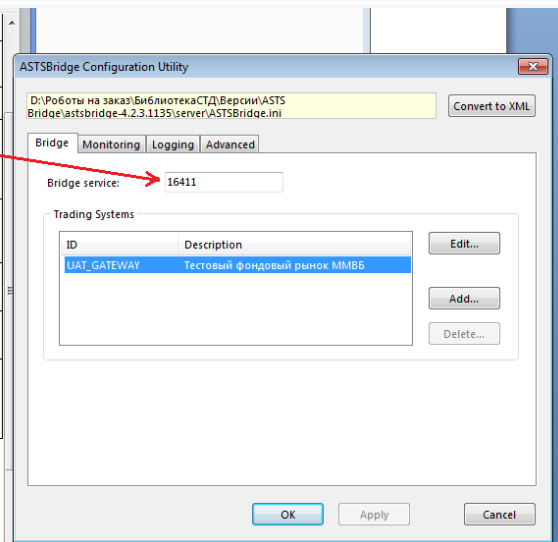 ASTSBridge Configuration Utility
D:\Роботы на заказ\БиблиотекаСТД\Версии\ASTS
Bridge\astsbridge-4.2.3.1135\server\ASTSBridge.ini
Convert to XML
Bridge Monitoring Logging Advanced
Bridge service: 16411
Trading Systems
ID Description
UAT_GATEWAY Тестовый фондовый рынок ММВБ
Edit...
Add...
Delete...
OK Apply Cancel